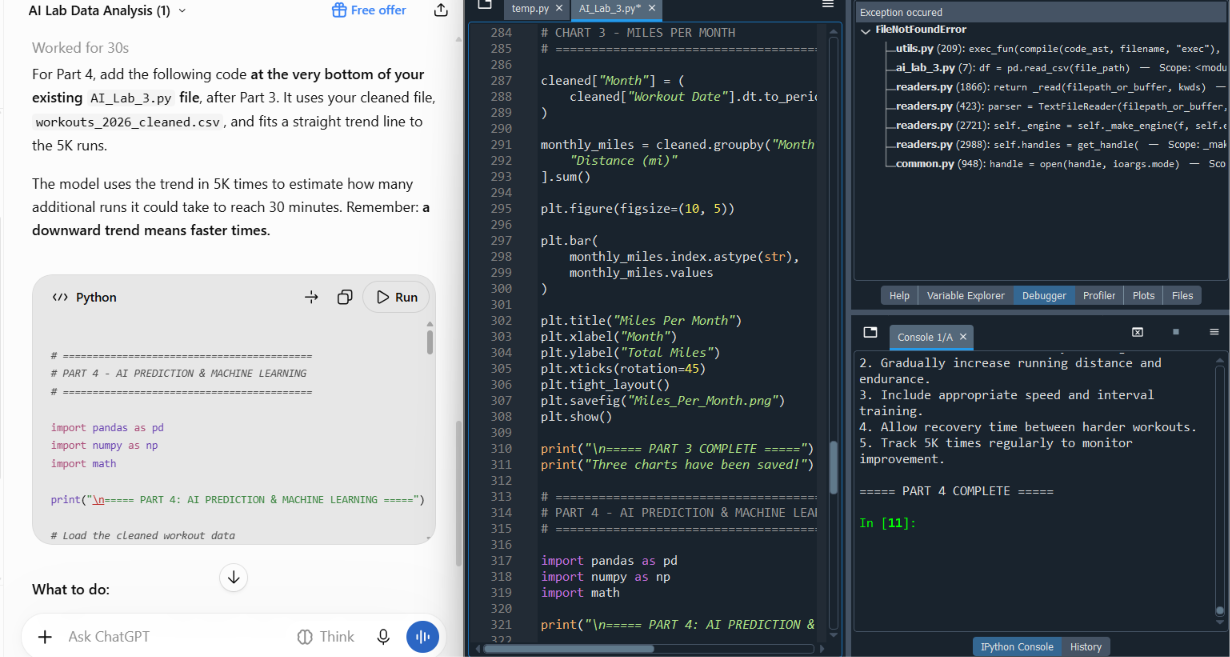 AI Lab Data Analysis (1)
Free offer
Worked for 30s
For Part 4, add the following code at the very bottom of your
existing AI_Lab_3.py file, after Part 3. It uses your cleaned file,
workouts_2026_cleaned.csv, and fits a straight trend line to
the 5K runs.
The model uses the trend in 5K times to estimate how many
additional runs it could take to reach 30 minutes. Remember: a
downward trend means faster times.
Python
Run
# ==========================================
# PART 4 - AI PREDICTION & MACHINE LEARNING
# ==========================================
import pandas as pd
import numpy as np
import math
print("\n===== PART 4: AI PREDICTION & MACHINE LEARNING =====")
# Load the cleaned workout data
What to do:
Ask ChatGPT
Think
temp.py
AI_Lab_3.py*
284 # CHART 3 - MILES PER MONTH
285 # ====================================
286
287 cleaned["Month"] = (
288     cleaned["Workout Date"].dt.to_peric
289 )
290
291 monthly_miles = cleaned.groupby("Month
292     "Distance (mi)"
293 ].sum()
294
295 plt.figure(figsize=(10, 5))
296
297 plt.bar(
298     monthly_miles.index.astype(str),
299     monthly_miles.values
300 )
301
302 plt.title("Miles Per Month")
303 plt.xlabel("Month")
304 plt.ylabel("Total Miles")
305 plt.xticks(rotation=45)
306 plt.tight_layout()
307 plt.savefig("Miles_Per_Month.png")
308 plt.show()
309
310 print("\n===== PART 3 COMPLETE =====")
311 print("Three charts have been saved!")
312
313 # ====================================
314 # PART 4 - AI PREDICTION & MACHINE LEA
315 # ====================================
316
317 import pandas as pd
318 import numpy as np
319 import math
320
321 print("\n===== PART 4: AI PREDICTION &
322
Exception occured
FileNotFoundError
utils.py (209): exec_fun(compile(code_ast, filename, "exec"),
ai_lab_3.py (7): df = pd.read_csv(file_path) — Scope: <modu
readers.py (1866): return _read(filepath_or_buffer, kwds) —
readers.py (423): parser = TextFileReader(filepath_or_buffer,
readers.py (2721): self._engine = self._make_engine(f, self.e
readers.py (2988): self.handles = get_handle( — Scope: _mak
common.py (948): handle = open(handle, ioargs.mode) — Sco
Help
Variable Explorer
Debugger
Profiler
Plots
Files
Console 1/A
2. Gradually increase running distance and
endurance.
3. Include appropriate speed and interval
training.
4. Allow recovery time between harder workouts.
5. Track 5K times regularly to monitor
improvement.
===== PART 4 COMPLETE =====
In [11]:
IPython Console
History